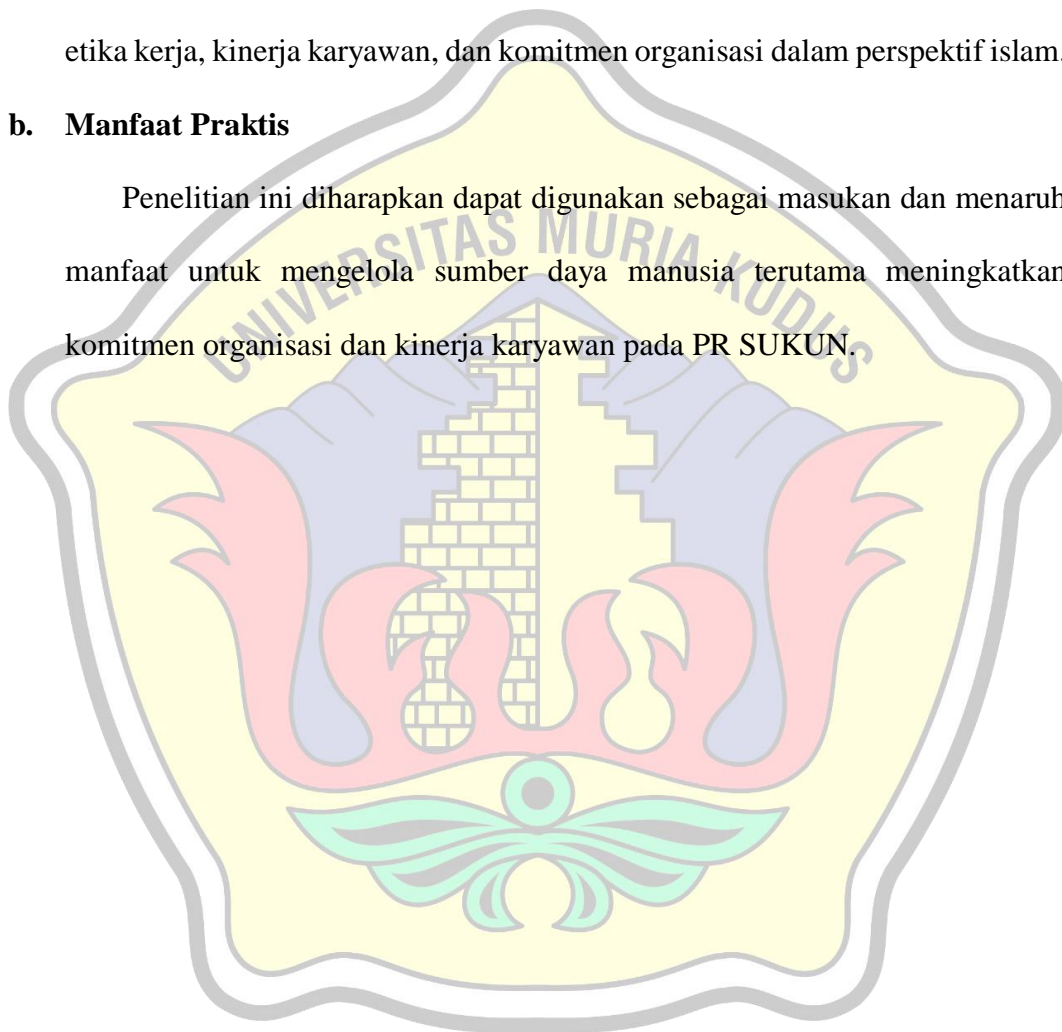 etika kerja, kinerja karyawan, dan komitmen organisasi dalam perspektif islam.
b. Manfaat Praktis
Penelitian ini diharapkan dapat digunakan sebagai masukan dan menaruh
manfaat untuk mengelola sumber daya manusia terutama meningkatkan
komitmen organisasi dan kinerja karyawan pada PR SUKUN.
UNIVERSITAS MURIA KUDUS